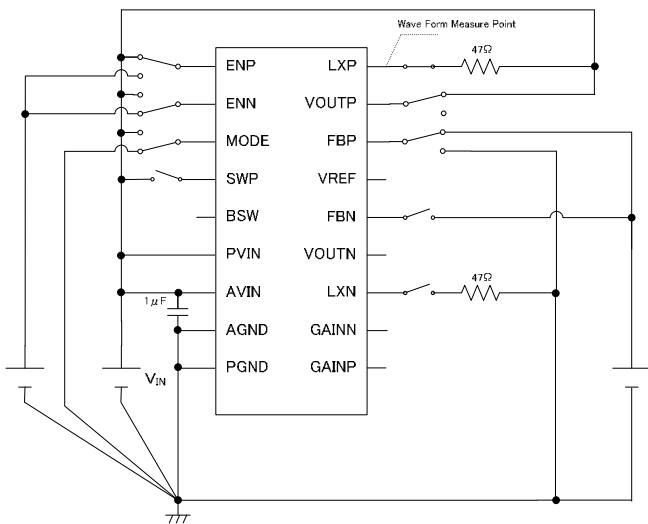 Wave Form Measure Point
47Ω
ENP LXP
ENN VOUTP
MODE FBP
SWP VREF
BSW FBN
PVIN VOUTN
47Ω
1μF
AVIN LXN
AGND GAINN
PGND GAINP
VIN